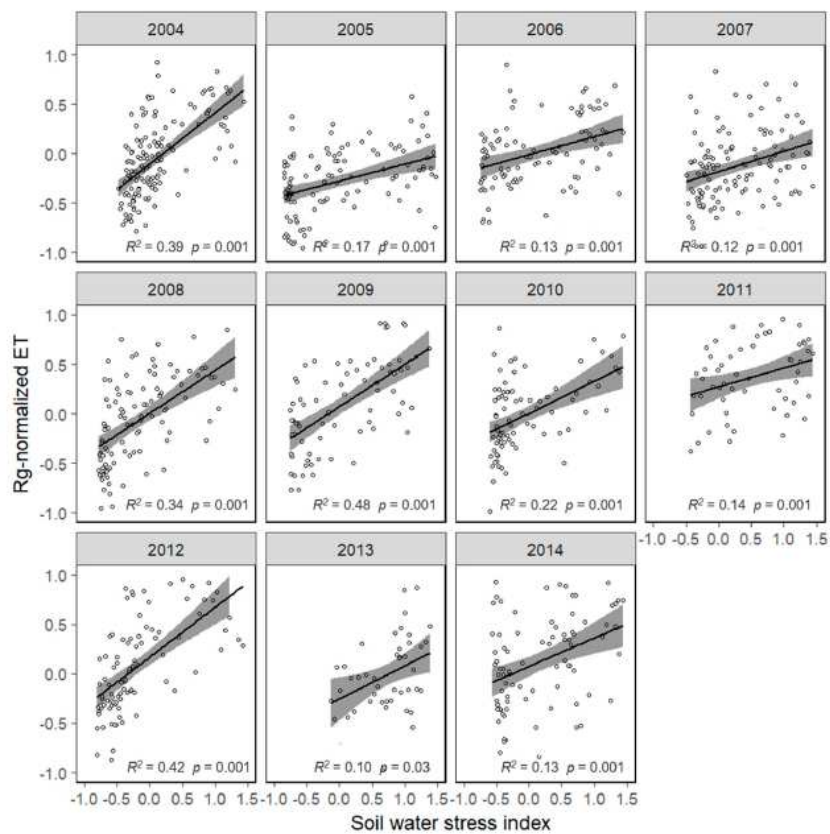 2004 2005 2006 2007
1.0
0.5
0.0
-0.5
-1.0
R² = 0.39 p = 0.001 R² = 0.17 p = 0.001 R² = 0.13 p = 0.001 R² = 0.12 p = 0.001
2008 2009 2010 2011
1.0
0.5
0.0
-0.5
-1.0
R² = 0.34 p = 0.001 R² = 0.48 p = 0.001 R² = 0.22 p = 0.001 R² = 0.14 p = 0.001
-1.0 -0.5 0.0 0.5 1.0 1.5
2012 2013 2014
1.0
0.5
0.0
-0.5
-1.0
R² = 0.42 p = 0.001 R² = 0.10 p = 0.03 R² = 0.13 p = 0.001
-1.0 -0.5 0.0 0.5 1.0 1.5 -1.0 -0.5 0.0 0.5 1.0 1.5 -1.0 -0.5 0.0 0.5 1.0 1.5
Rg-normalized ET
Soil water stress index